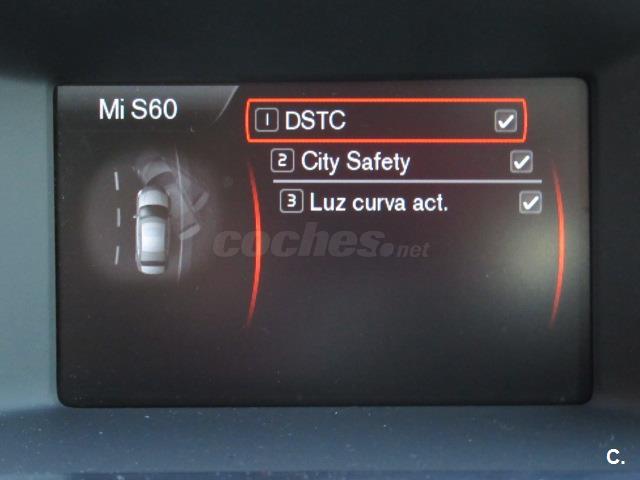 Mi S60
1 DSTC
2 City Safety
3 Luz curva act.
coches.net
C.